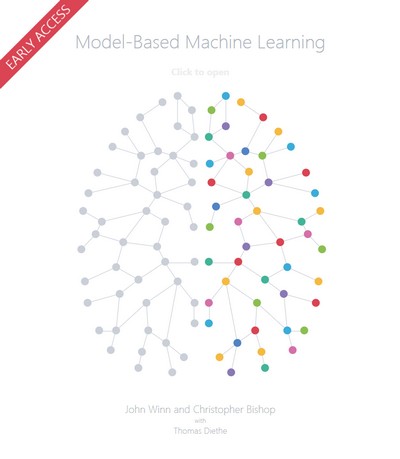 EARLY ACCESS
Model-Based Machine Learning
Click to open
John Winn and Christopher Bishop
with
Thomas Diethe